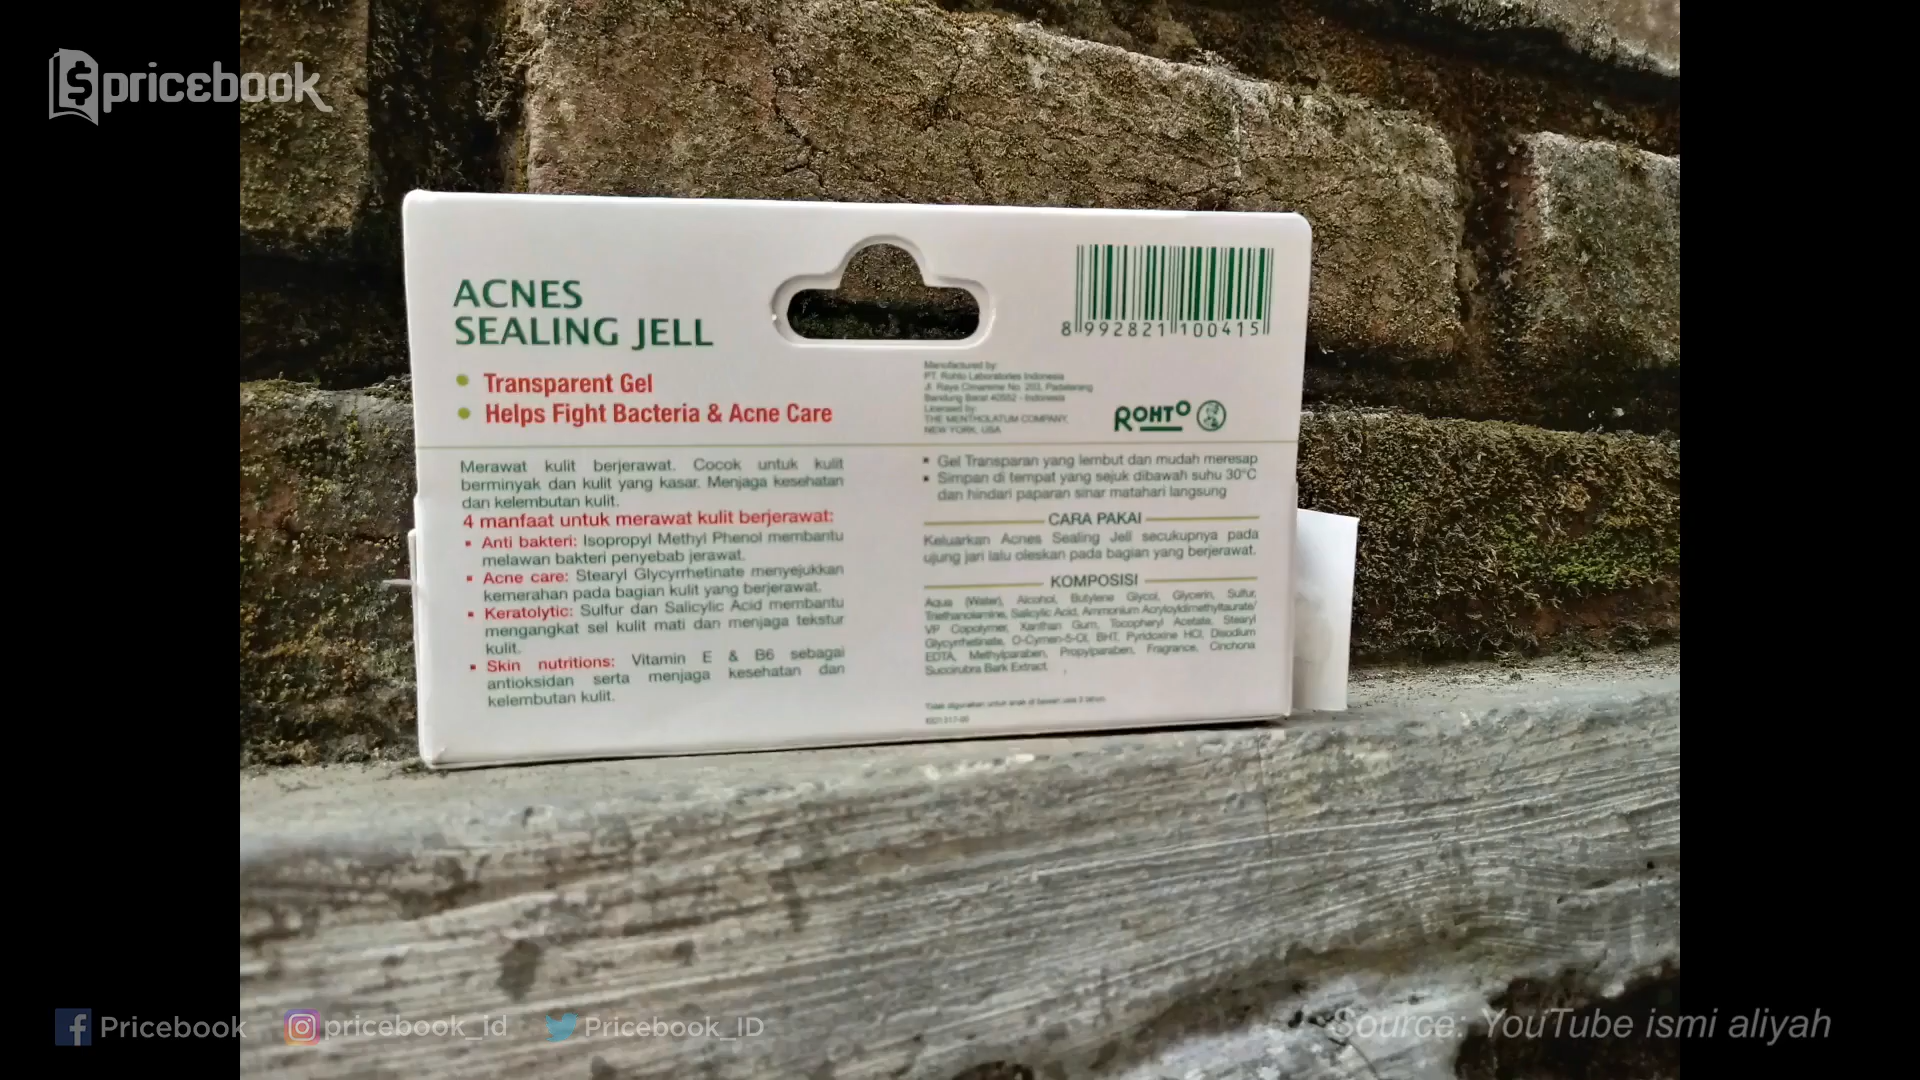 pricebook
ACNES
SEALING JELL
Transparent Gel
Helps Fight Bacteria & Acne Care
Merawat kulit berjerawat. Cocok untuk kulit
berminyak dan kulit yang kasar. Menjaga kesehatan
dan kelembutan kulit.
4 manfaat untuk merawat kulit berjerawat:
Anti bakteri: Isopropyl Methyl Phenol membantu
melawan bakteri penyebab jerawat.
Acne care: Stearyl Glycyrrhetinate menyejukkan
kemerahan pada bagian kulit yang berjerawat.
Keratolytic: Sulfur dan Salicylic Acid membantu
mengangkat sel kulit mati dan menjaga tekstur
kulit.
Skin nutritions: Vitamin E & B6 sebagai
antioksidan serta menjaga kesehatan dan
kelembutan kulit.
8 992821 100415
Manufactured by:
PT. Rohto Laboratories Indonesia
Jl. Raya Cimareme No. 203, Padalarang
Bandung Barat 40552 - Indonesia
Licensed by:
THE MENTHOLATUM COMPANY,
NEW YORK, USA
ROHTO
Gel Transparan yang lembut dan mudah meresap
Simpan di tempat yang sejuk dibawah suhu 30°C
dan hindari paparan sinar matahari langsung
CARA PAKAI
Keluarkan Acnes Sealing Jell secukupnya pada
ujung jari lalu oleskan pada bagian yang berjerawat.
KOMPOSISI
Aqua (Water), Alcohol, Butylene Glycol, Glycerin, Sulfur,
Triethanolamine, Salicylic Acid, Ammonium Acryloyldimethyltaurate/
VP Copolymer, Xanthan Gum, Tocopheryl Acetate, Stearyl
Glycyrrhetinate, O-Cymen-5-Ol, BHT, Pyridoxine HCl, Disodium
EDTA, Methylparaben, Propylparaben, Fragrance, Cinchona
Succirubra Bark Extract.
Tidak digunakan untuk anak di bawah usia 3 tahun.
Pricebook
pricebook_id
Pricebook_ID
Source: YouTube ismi aliyah